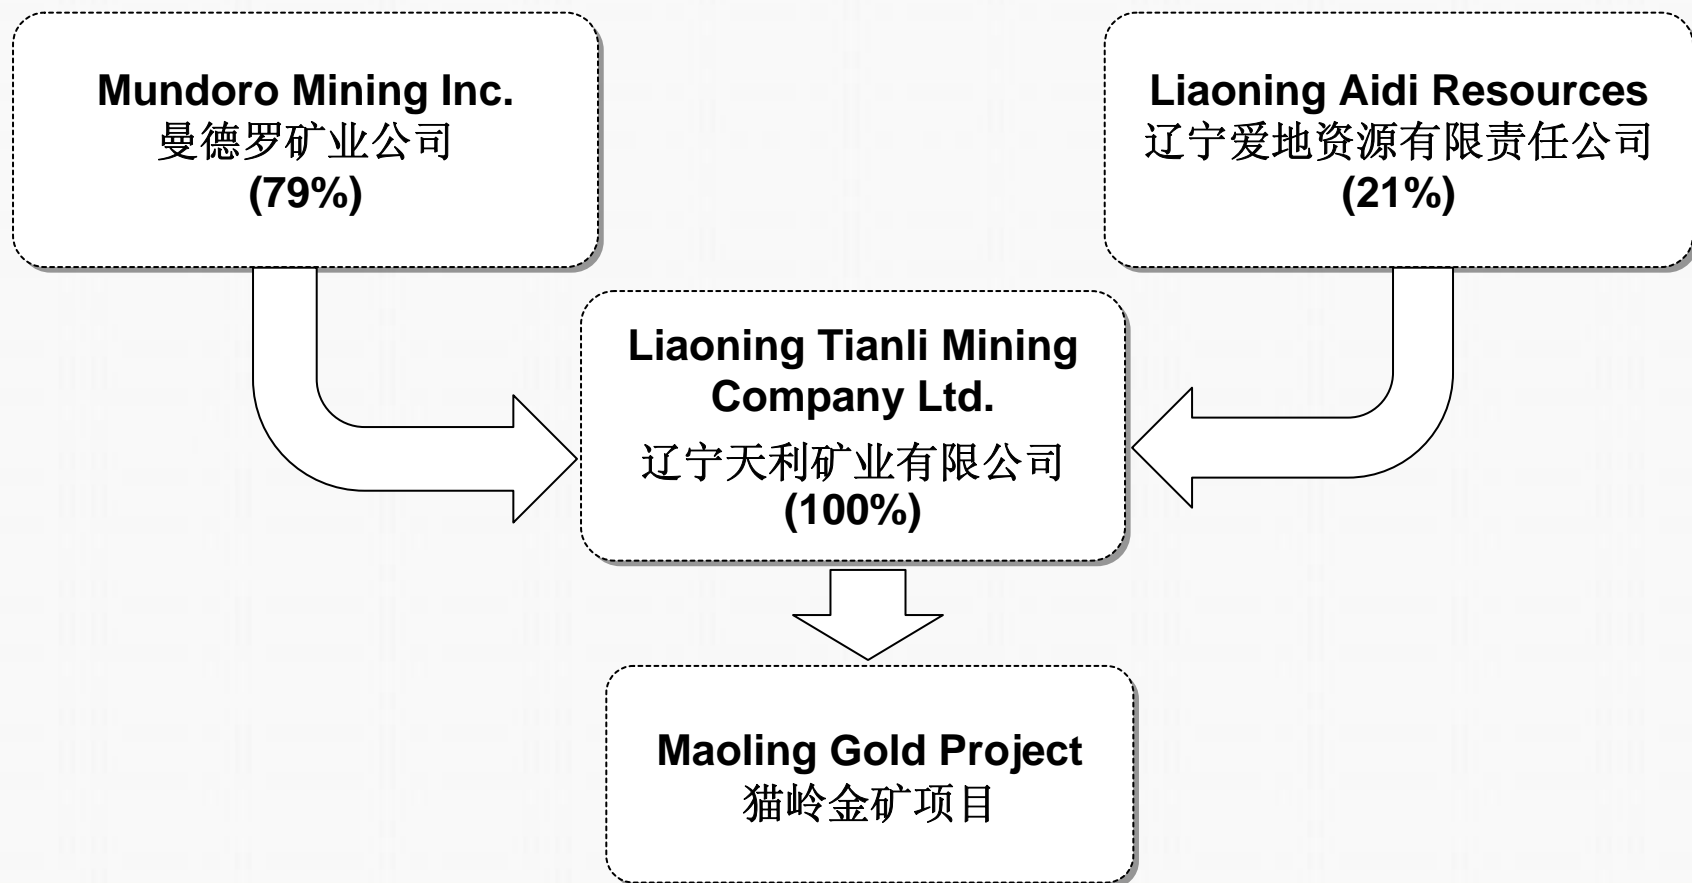 Mundoro Mining Inc.
曼德罗矿业公司
(79%)
Liaoning Aidi Resources
辽宁爱地资源有限责任公司
(21%)
Liaoning Tianli Mining
Company Ltd.
辽宁天利矿业有限公司
(100%)
Maoling Gold Project
猫岭金矿项目